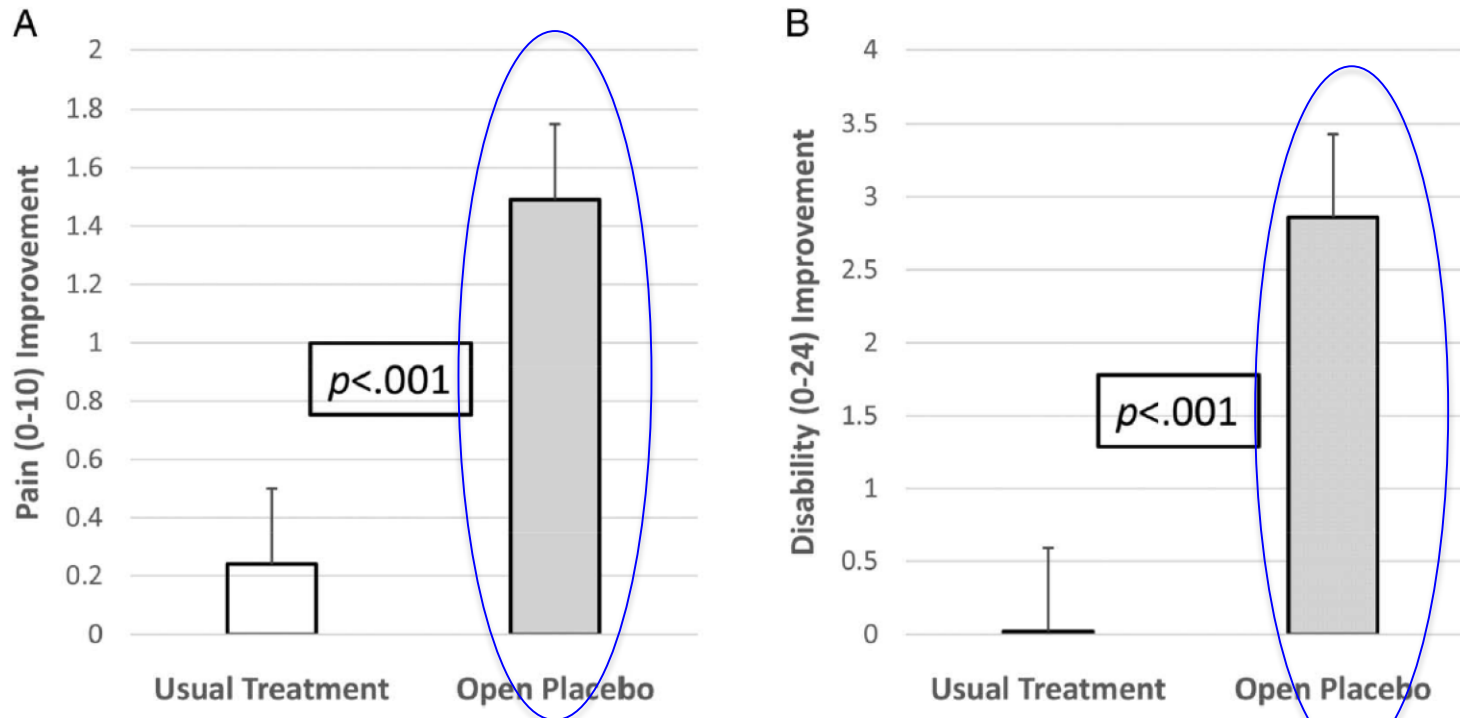 A
Pain (0-10) Improvement
2
1.8
1.6
1.4
1.2
1
0.8
0.6
0.4
0.2
0
p<.001
Usual Treatment
Open Placebo
B
Disability (0-24) Improvement
4
3.5
3
2.5
2
1.5
1
0.5
0
p<.001
Usual Treatment
Open Placebo